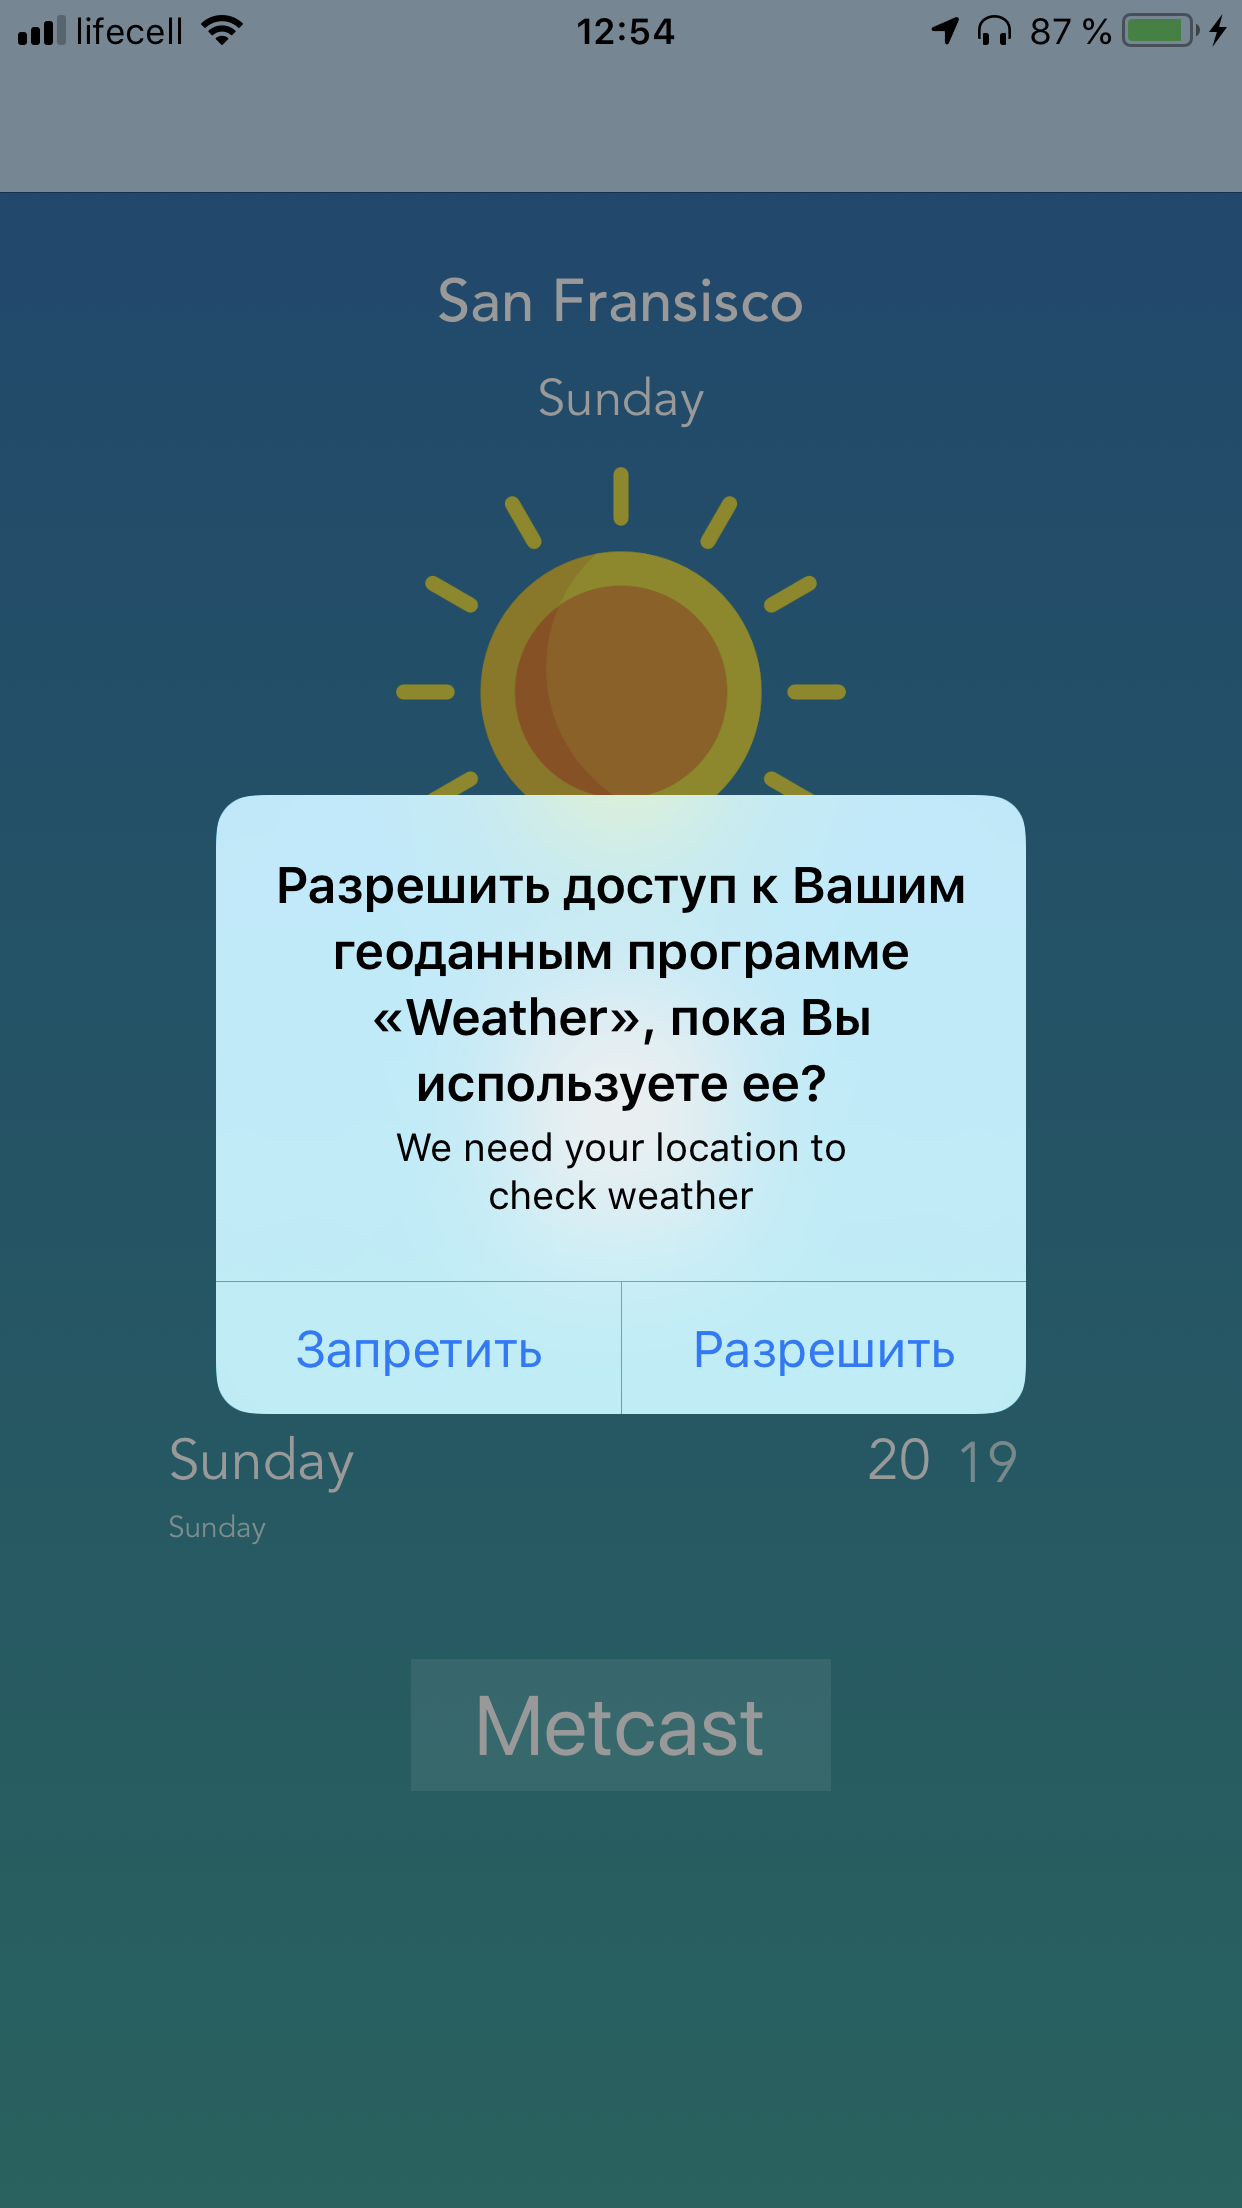 lifecell 12:54 87 %
San Fransisco
Sunday
Разрешить доступ к Вашим
геоданным программе
«Weather», пока Вы
используете ее?
We need your location to
check weather
Запретить Разрешить
Sunday 20 19
Sunday
Metcast